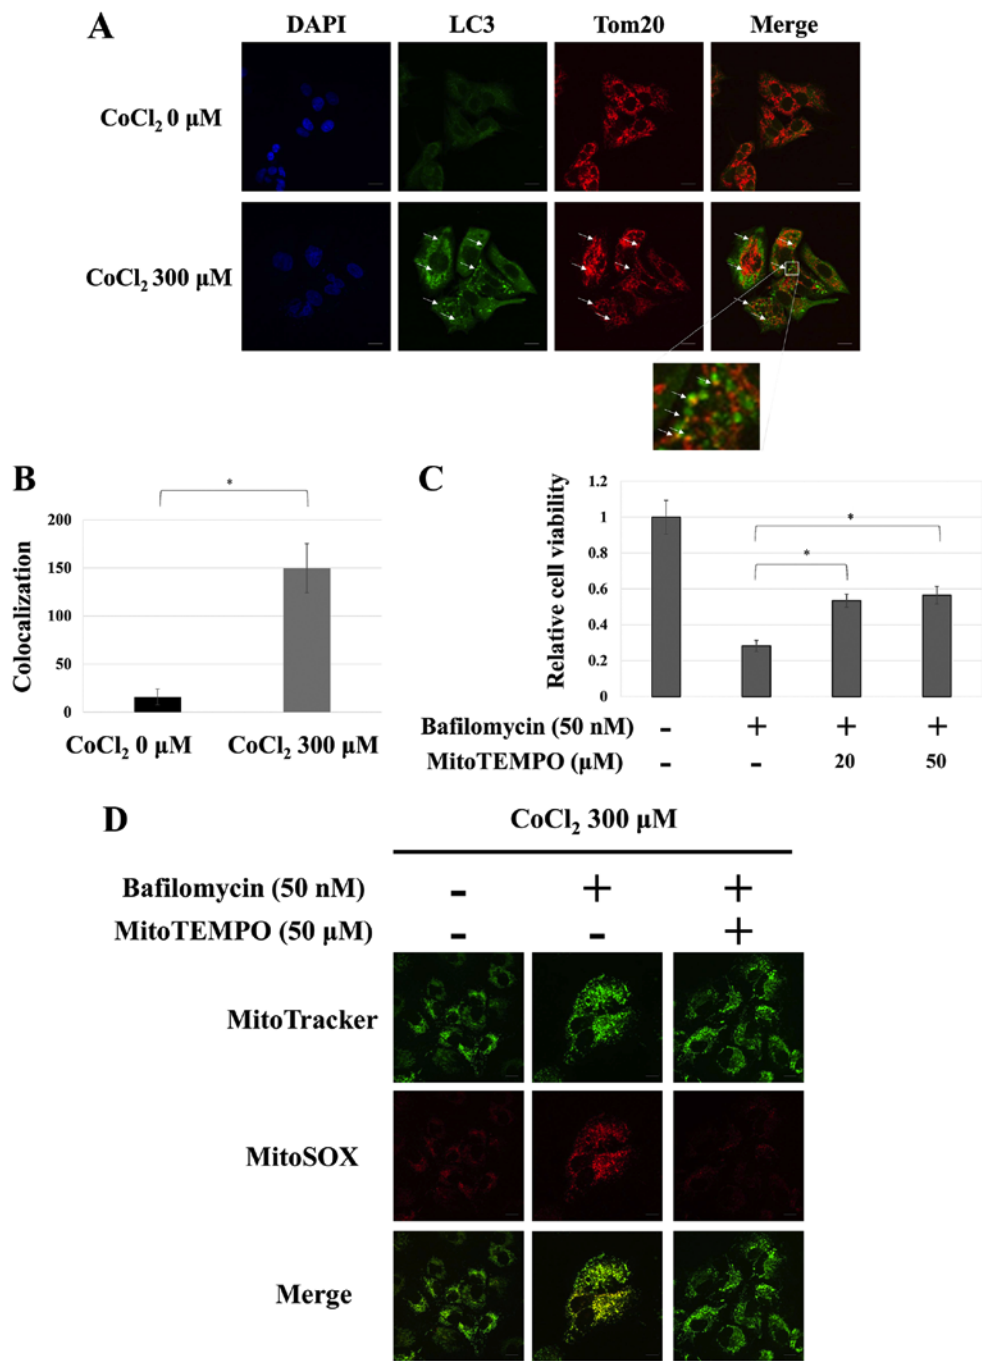 A
DAPI LC3 Tom20 Merge
CoCl₂ 0 μM
CoCl₂ 300 μM
B
*
200
150
100
50
0
Colocalization
CoCl₂ 0 μM CoCl₂ 300 μM
C
1.2
1
0.8
0.6
0.4
0.2
0
Relative cell viability
*
*
Bafilomycin (50 nM) - + + +
MitoTEMPO (μM) - - 20 50
D
CoCl₂ 300 μM
Bafilomycin (50 nM) - + +
MitoTEMPO (50 μM) - - +
MitoTracker
MitoSOX
Merge